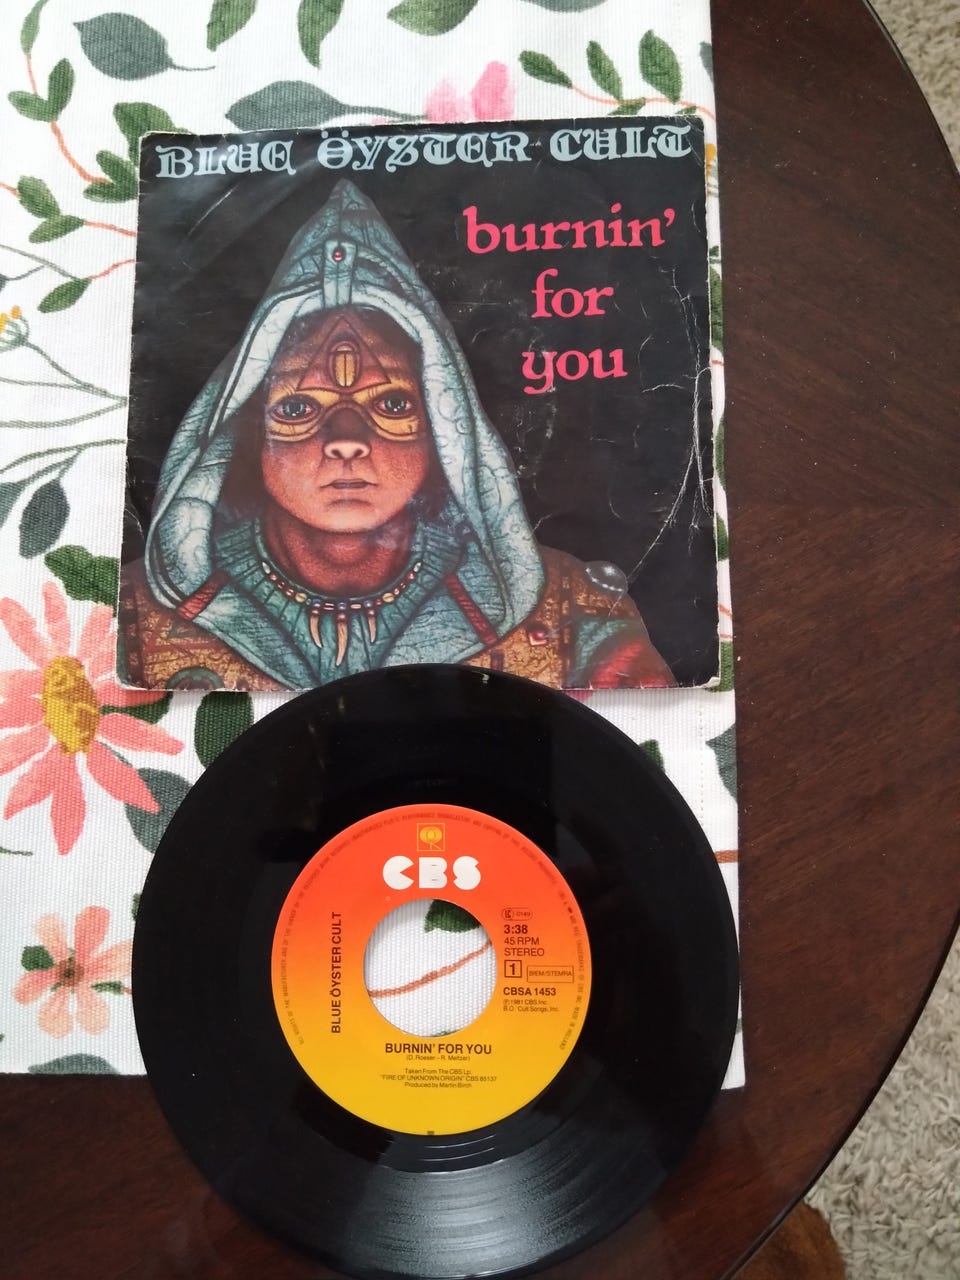 BLUE ÖYSTER CULT
burnin'
for
you
CBS
3:38
45 RPM
STEREO
1
BIEM/STEMRA
CBSA 1453
℗ 1981 CBS Inc.
B.O. Cult Songs, Inc.
BLUE ÖYSTER CULT
BURNIN' FOR YOU
(D. Roeser - R. Meltzer)
Taken From The CBS Lp:
"FIRE OF UNKNOWN ORIGIN" CBS 85137
Produced by Martin Birch